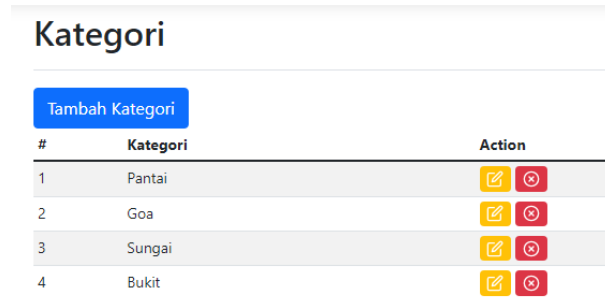 Kategori
Tambah Kategori
# Kategori Action
1 Pantai
2 Goa
3 Sungai
4 Bukit